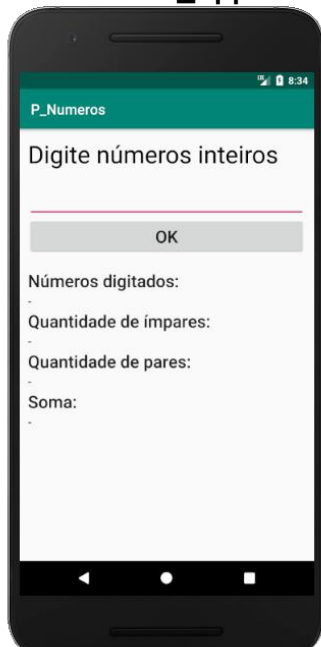 8:34
P_Numeros
Digite números inteiros
OK
Números digitados:
-
Quantidade de ímpares:
-
Quantidade de pares:
-
Soma:
-